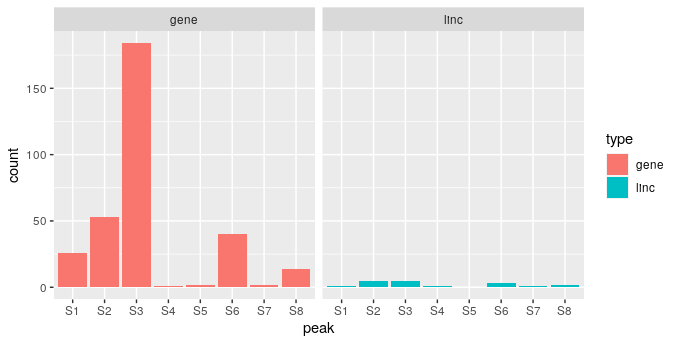 gene linc
count
150
100
50
0
S1 S2 S3 S4 S5 S6 S7 S8 S1 S2 S3 S4 S5 S6 S7 S8
peak
type
gene
linc